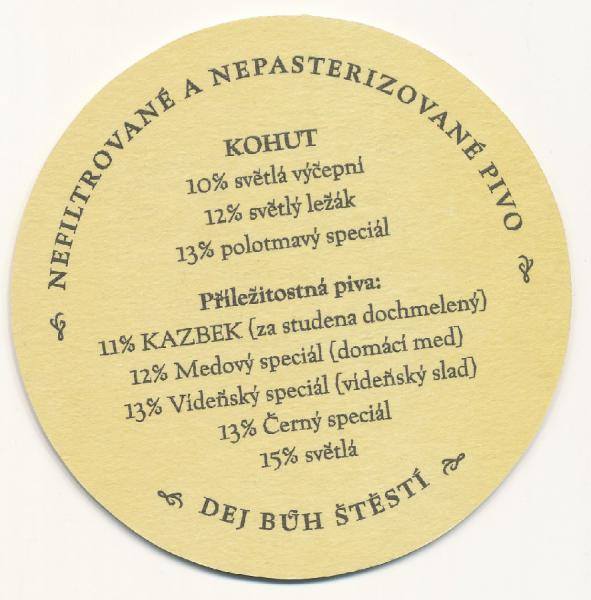 NEFILTROVANÉ A NEPASTERIZOVANÉ PIVO
KOHUT
10% světlá výčepní
12% světlý ležák
13% polotmavý speciál
Příležitostná piva:
11% KAZBEK (za studena dochmelený)
12% Medový speciál (domácí med)
13% Vídeňský speciál (vídeňský slad)
13% Černý speciál
15% světlá
DEJ BŮH ŠTĚSTÍ